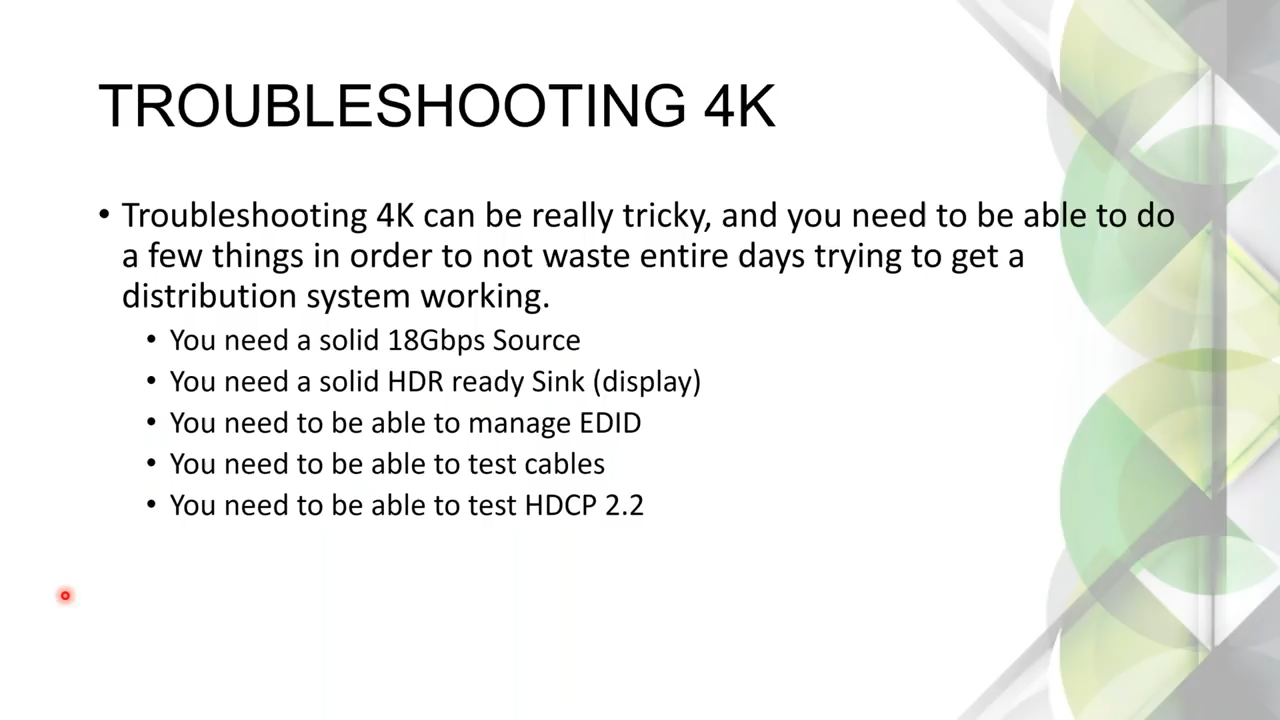 TROUBLESHOOTING 4K
• Troubleshooting 4K can be really tricky, and you need to be able to do
a few things in order to not waste entire days trying to get a
distribution system working.
• You need a solid 18Gbps Source
• You need a solid HDR ready Sink (display)
• You need to be able to manage EDID
• You need to be able to test cables
• You need to be able to test HDCP 2.2